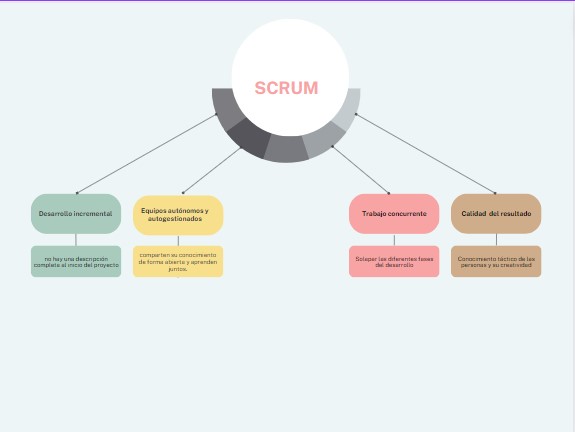 SCRUM
Desarrollo incremental
Equipos autónomos y
autogestionados
Trabajo concurrente
Calidad del resultado
no hay una descripción
completa al inicio del proyecto
comparten su conocimiento
de forma abierta y aprenden
juntos.
Solapar las diferentes fases
del desarrollo
Conocimiento táctico de las
personas y su creatividad